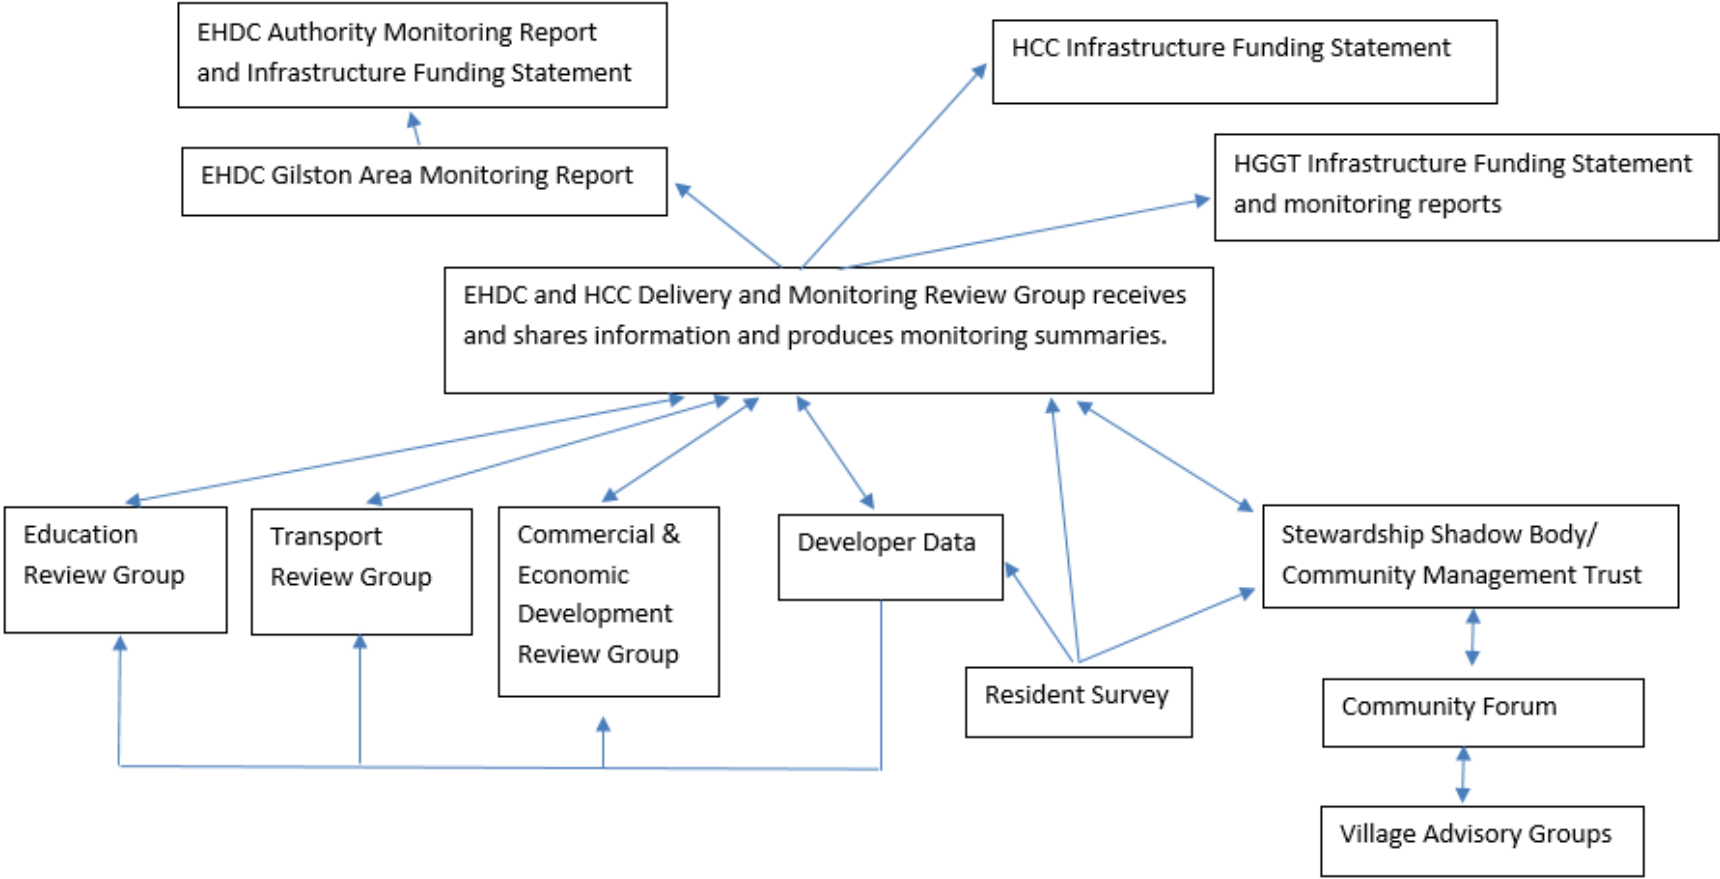 EHDC Authority Monitoring Report
and Infrastructure Funding Statement
HCC Infrastructure Funding Statement
EHDC Gilston Area Monitoring Report
HGGT Infrastructure Funding Statement
and monitoring reports
EHDC and HCC Delivery and Monitoring Review Group receives
and shares information and produces monitoring summaries.
Education
Review Group
Transport
Review Group
Commercial &
Economic
Development
Review Group
Developer Data
Stewardship Shadow Body/
Community Management Trust
Resident Survey
Community Forum
Village Advisory Groups